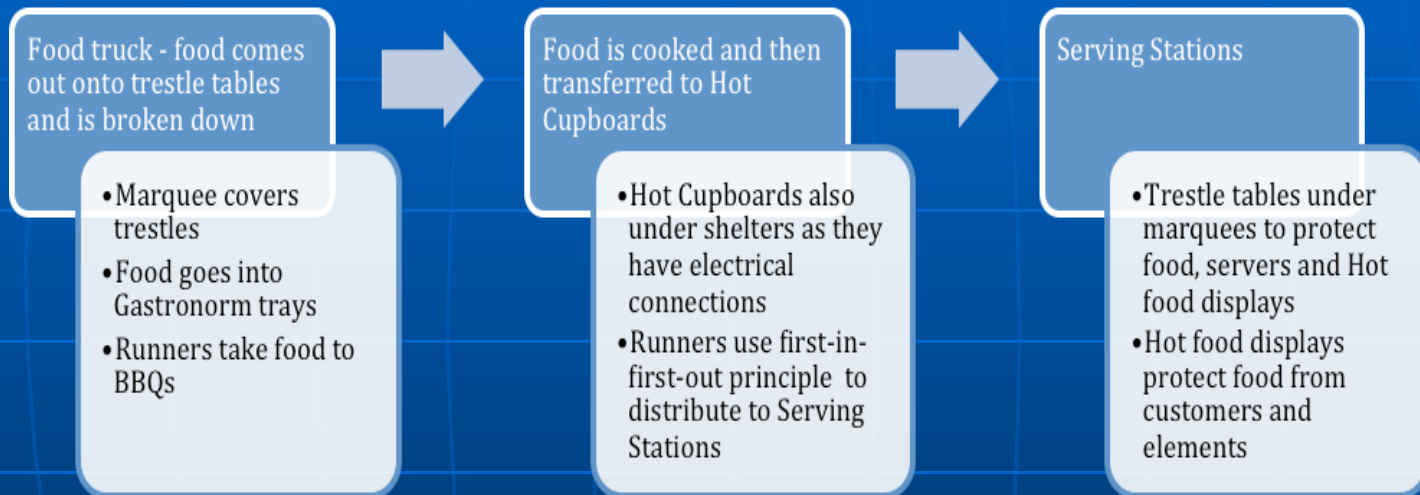 Food truck - food comes
out onto trestle tables
and is broken down
•Marquee covers
trestles
•Food goes into
Gastronorm trays
•Runners take food to
BBQs
Food is cooked and then
transferred to Hot
Cupboards
•Hot Cupboards also
under shelters as they
have electrical
connections
•Runners use first-in-
first-out principle to
distribute to Serving
Stations
Serving Stations
•Trestle tables under
marquees to protect
food, servers and Hot
food displays
•Hot food displays
protect food from
customers and
elements